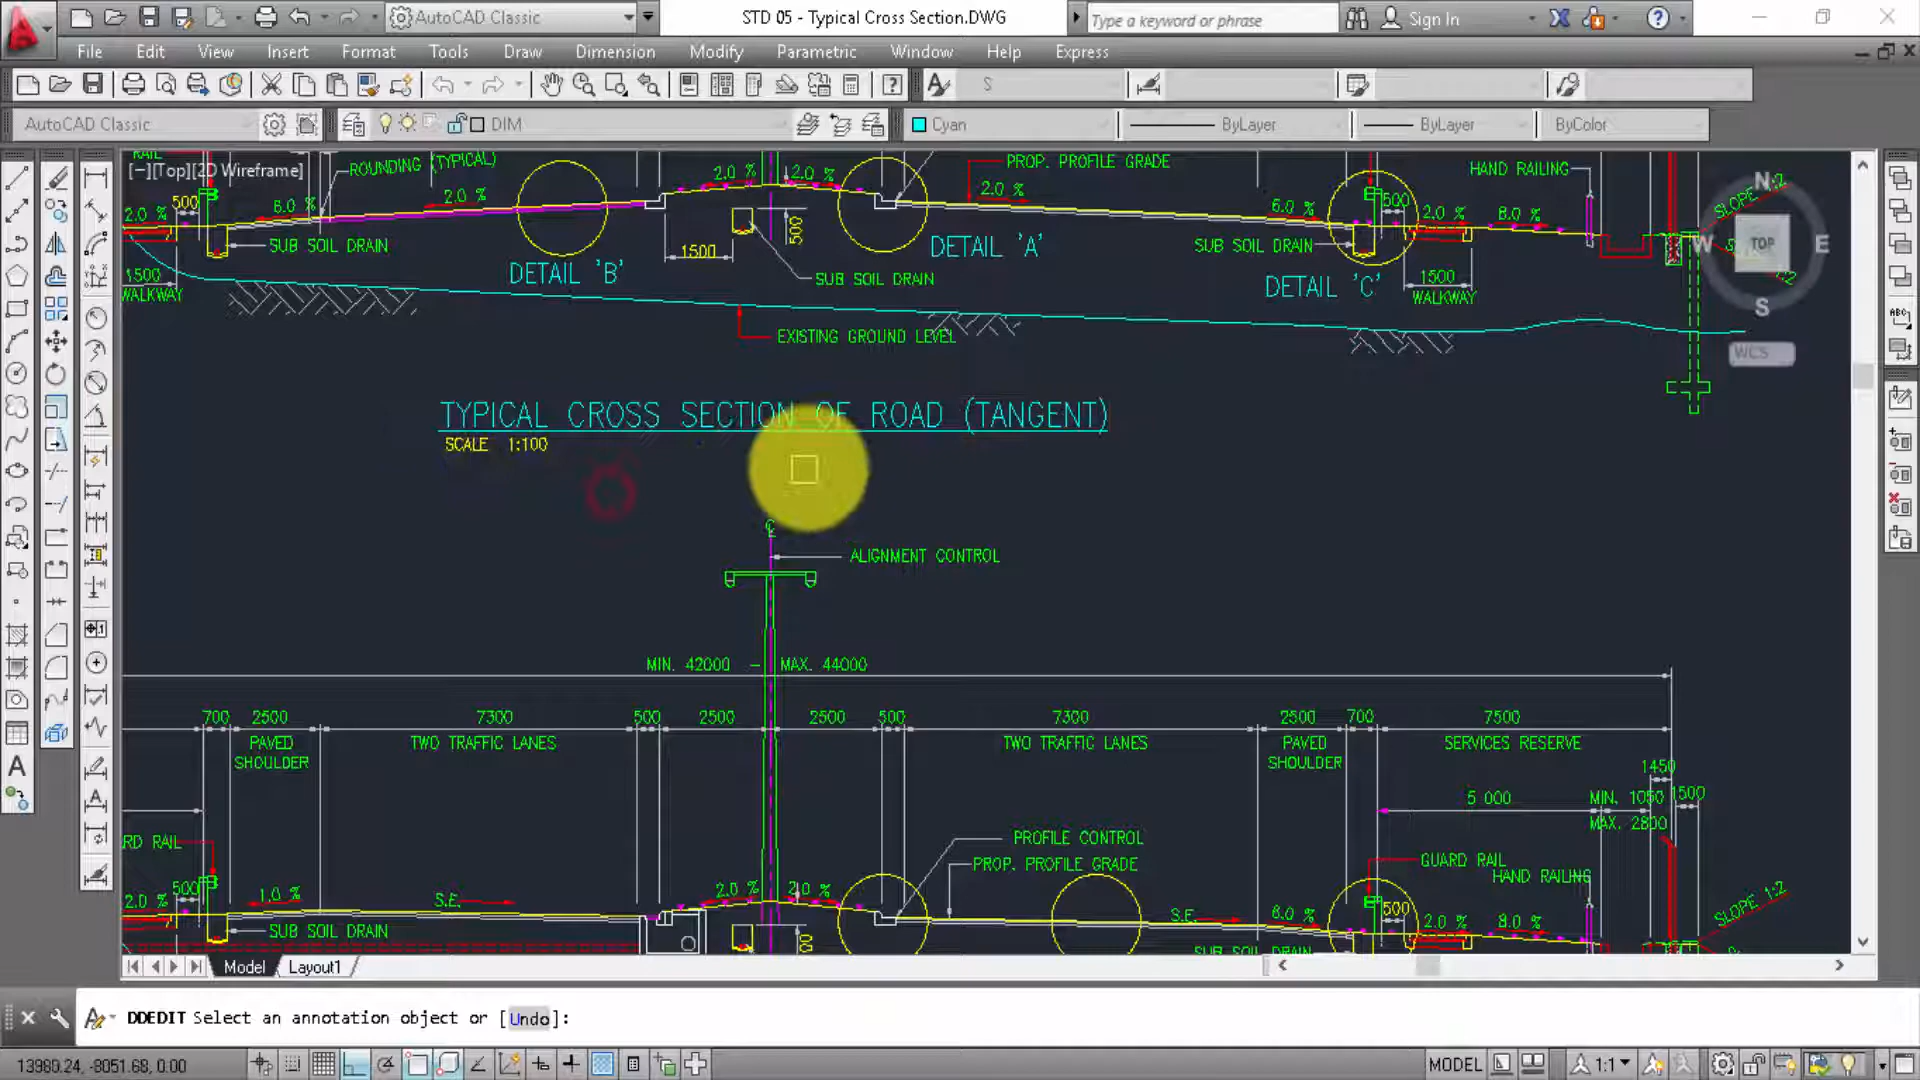 AutoCAD Classic
STD 05 - Typical Cross Section.DWG
Type a keyword or phrase
Sign In
File Edit View Insert Format Tools Draw Dimension Modify Parametric Window Help Express
S
AutoCAD Classic
DIM
Cyan
ByLayer
ByLayer
ByColor
[−][Top][2D Wireframe]
ROUNDING (TYPICAL)
2.0 %
2.0 %
PROP. PROFILE GRADE
HAND RAILING
N
SLOPE
2.0 %
500
6.0 %
2.0 %
2.0 %
6.0 %
500
2.0 %
8.0 %
SUB SOIL DRAIN
1500
500
DETAIL 'A'
SUB SOIL DRAIN
W
TOP
E
1500
WALKWAY
DETAIL 'B'
SUB SOIL DRAIN
DETAIL 'C'
1500
WALKWAY
S
EXISTING GROUND LEVEL
WCS
TYPICAL CROSS SECTION OF ROAD (TANGENT)
SCALE 1:100
ALIGNMENT CONTROL
MIN. 42000 – MAX. 44000
700 2500 7300 500 2500 2500 500 7300 2500 700 7500
PAVED SHOULDER
TWO TRAFFIC LANES
TWO TRAFFIC LANES
PAVED SHOULDER
SERVICES RESERVE
1450
5 000
MIN. 1050
1500
MAX. 2800
RD RAIL
PROFILE CONTROL
PROP. PROFILE GRADE
GUARD RAIL
HAND RAILING
2.0 %
500
1.0 %
S.E.
2.0 %
2.0 %
S.E.
6.0 %
500
2.0 %
8.0 %
SLOPE 1:2
SUB SOIL DRAIN
SUB SOIL DRAIN
Model
Layout1
DDEDIT Select an annotation object or [Undo]:
13980.24, -8051.68, 0.00
MODEL
1:1